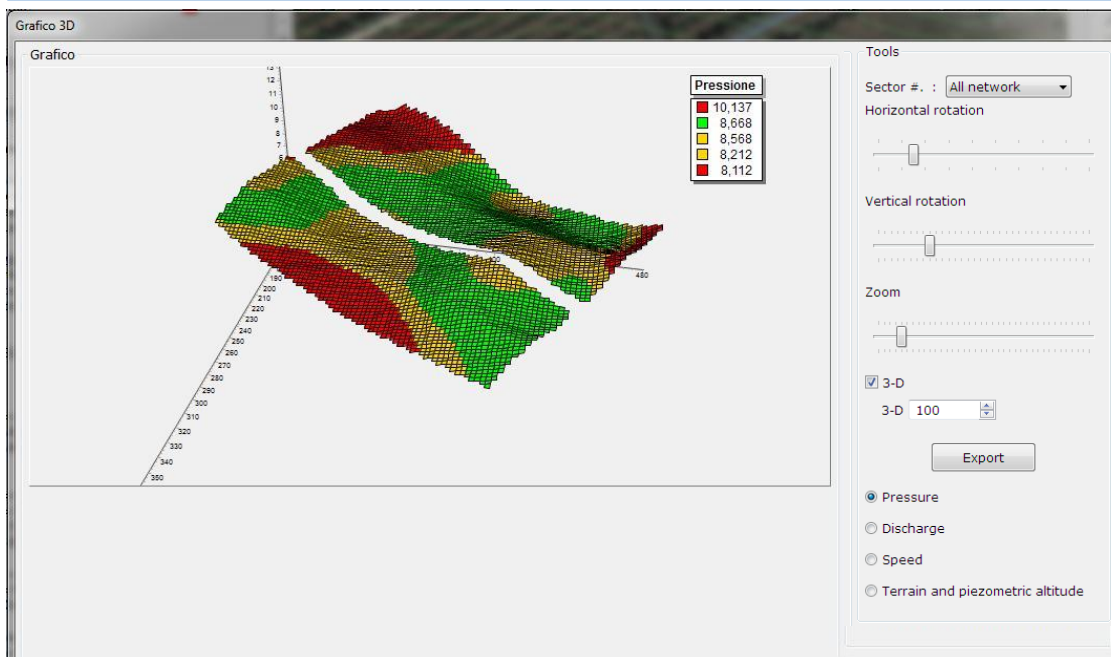 Grafico 3D
Grafico
Tools
13
12
11
10
9
8
7
Pressione
10,137
8,668
8,568
8,212
8,112
480
190
200
210
220
230
240
250
260
270
280
290
300
310
320
330
340
350
Sector #. : All network
Horizontal rotation
Vertical rotation
Zoom
3-D
3-D 100
Export
Pressure
Discharge
Speed
Terrain and piezometric altitude